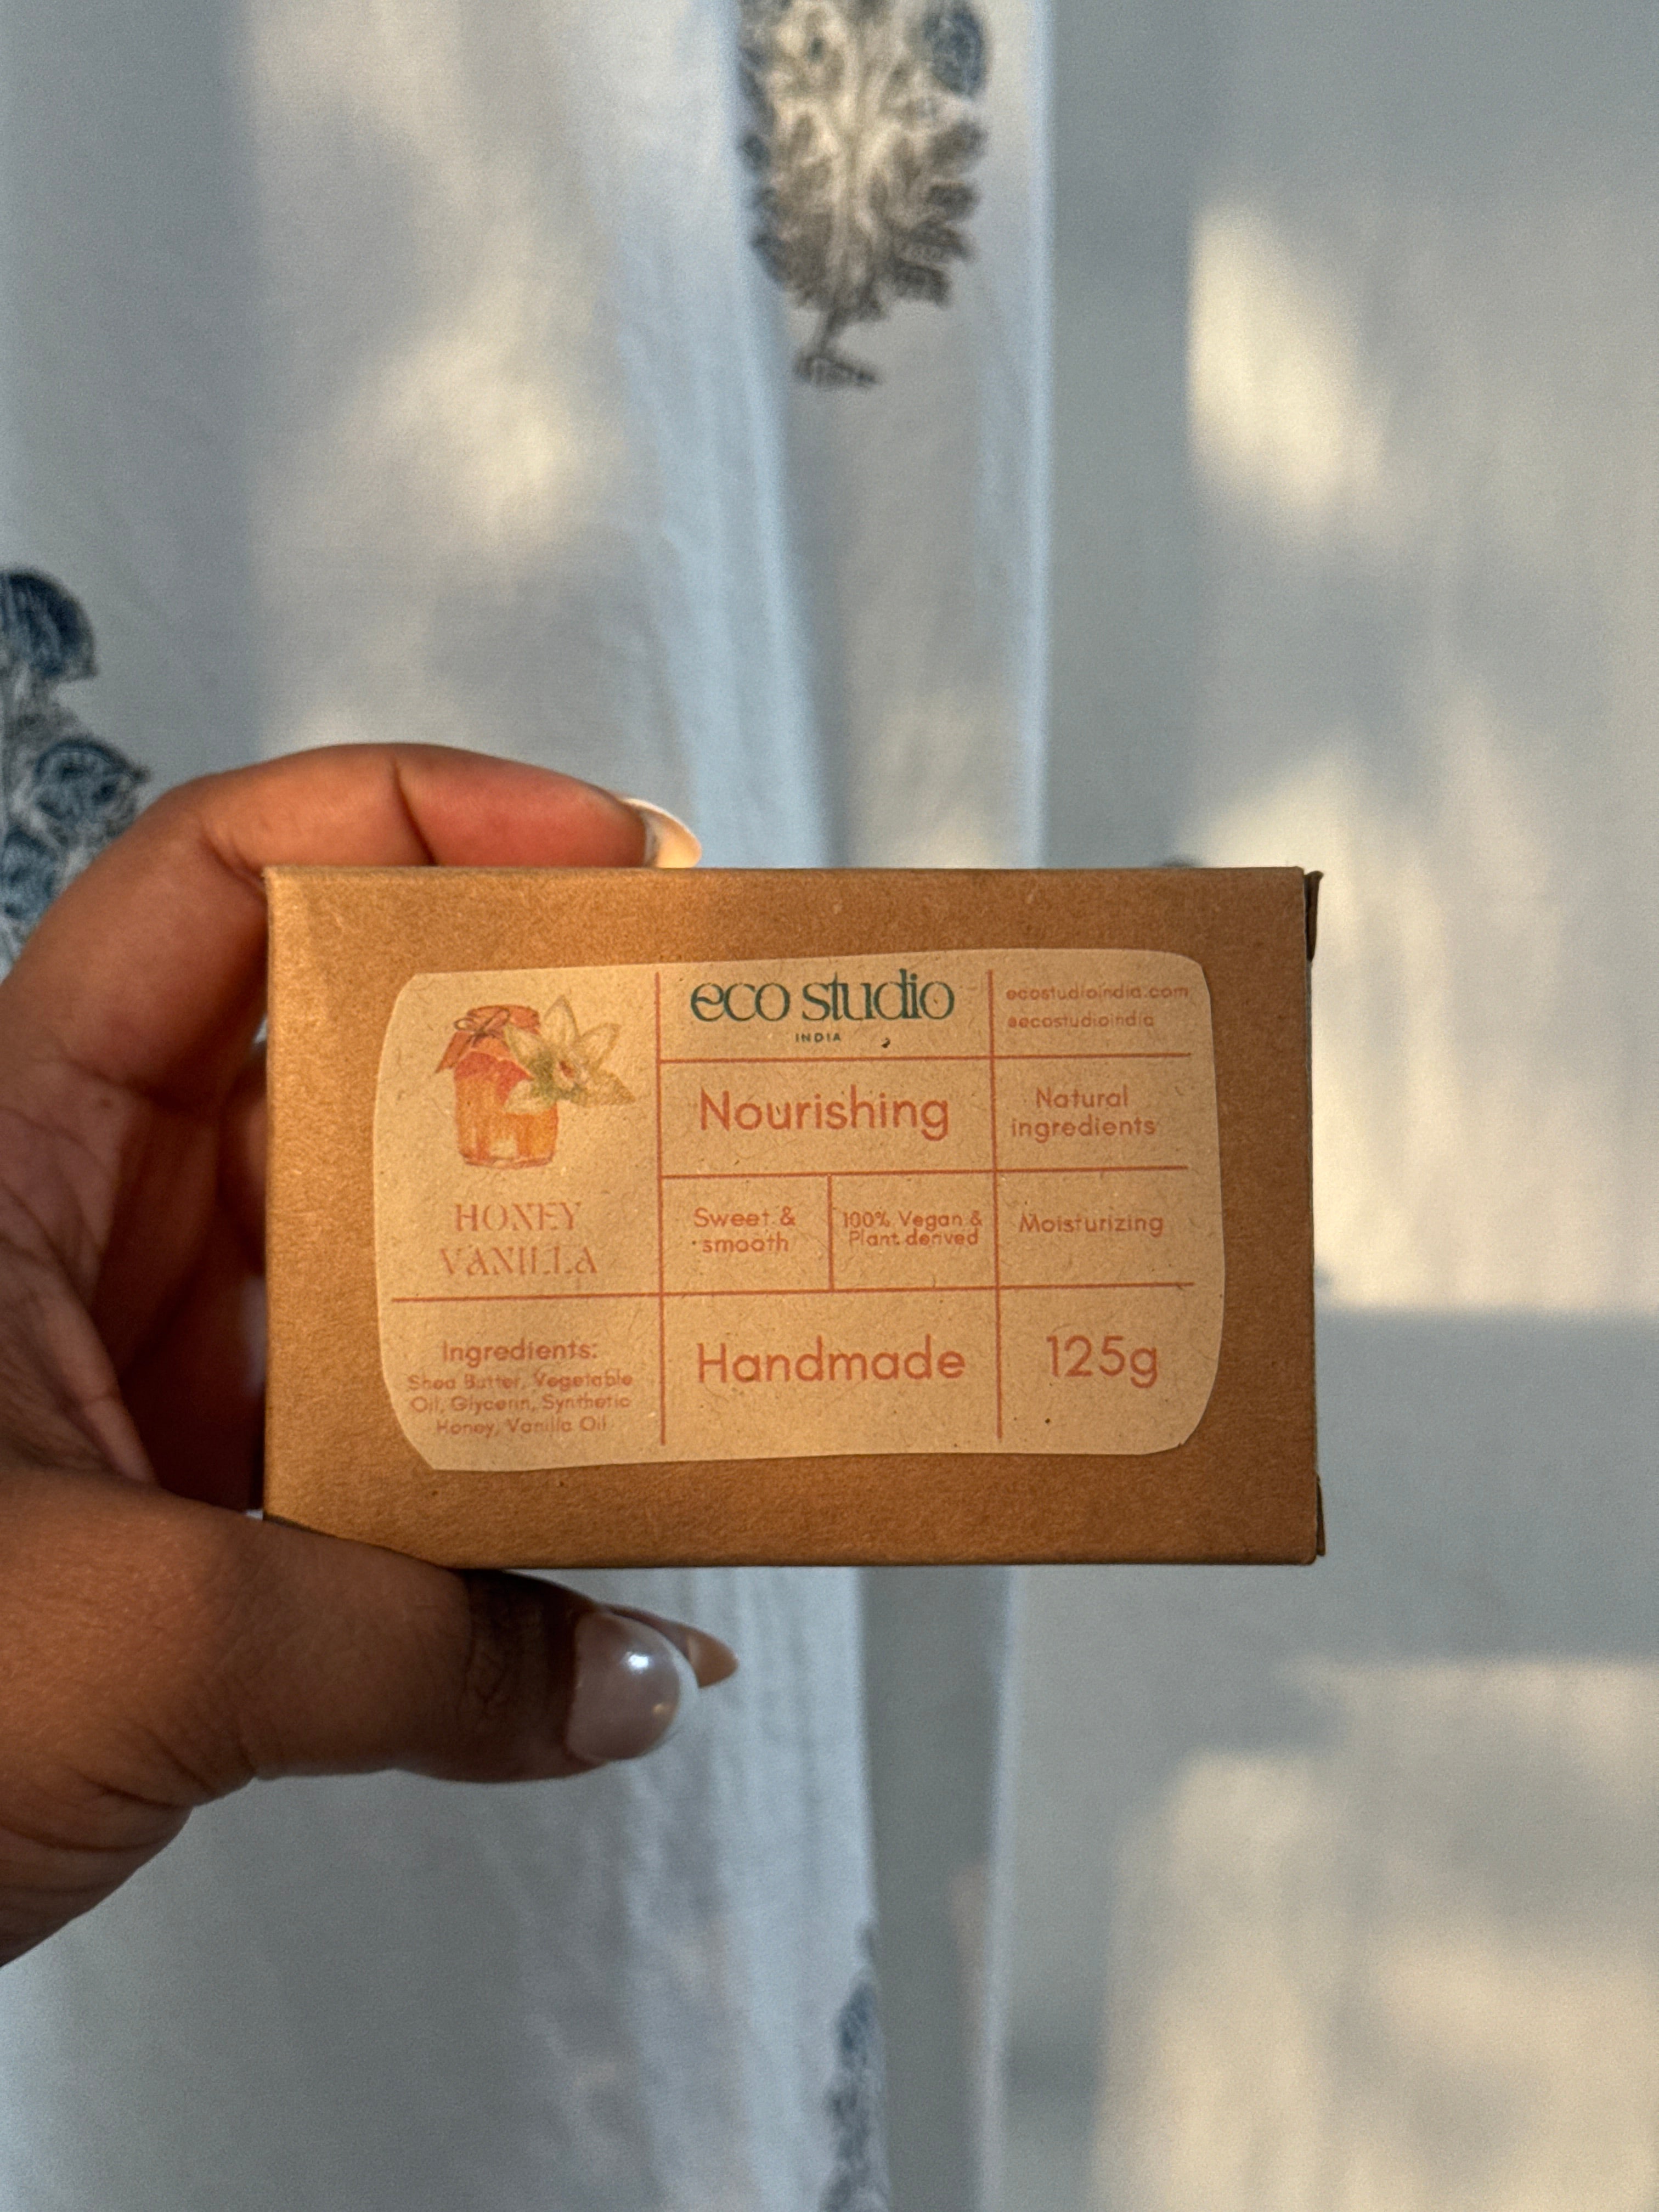 eco studio
INDIA
ecostudioindia.com
@ecostudioindia
HONEY
VANILLA
Nourishing
Natural
ingredients
Sweet &
smooth
100% Vegan &
Plant derived
Moisturizing
Ingredients:
Shea Butter, Vegetable
Oil, Glycerin, Synthetic
Honey, Vanilla Oil
Handmade
125g